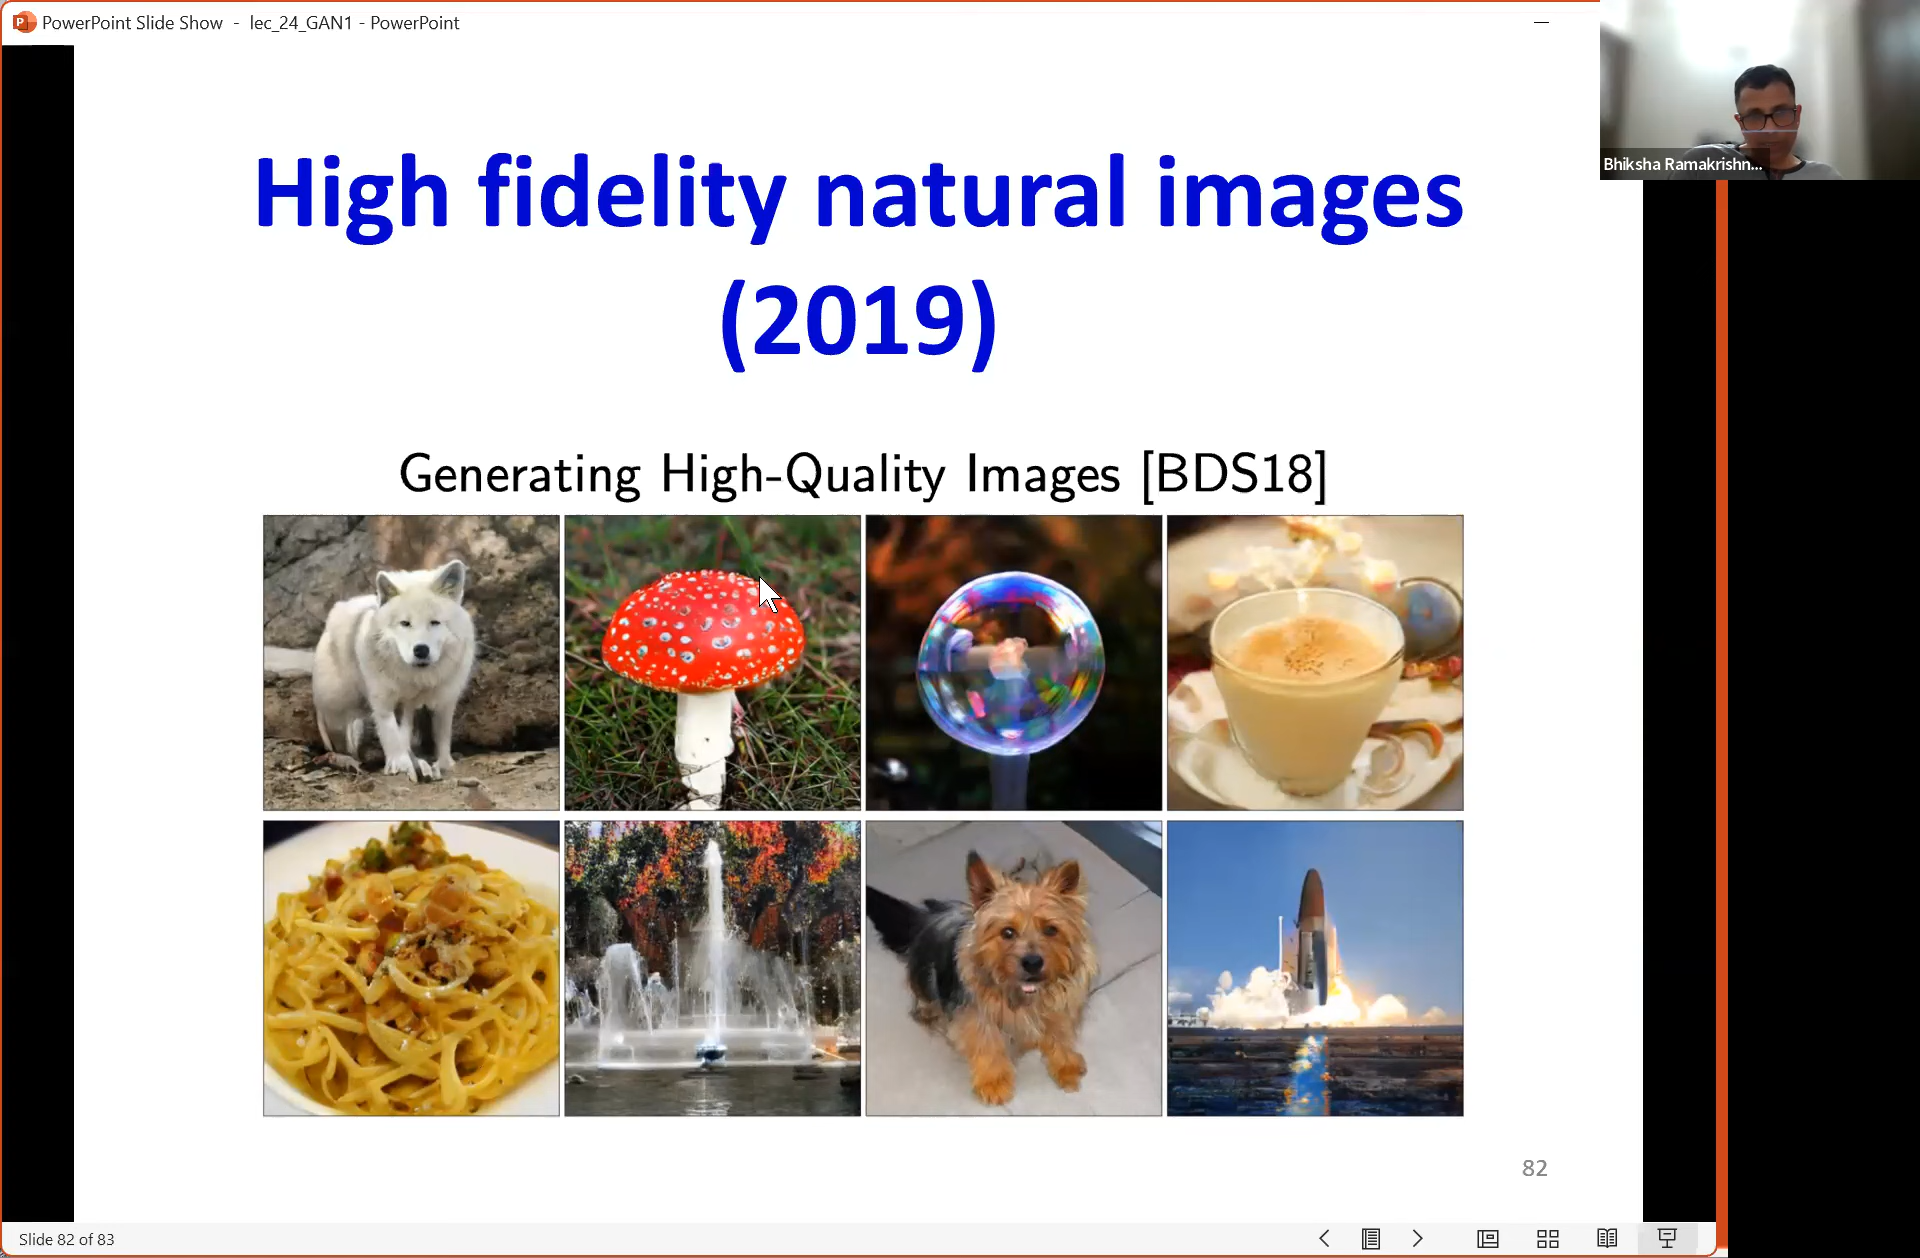 PowerPoint Slide Show - lec_24_GAN1 - PowerPoint
Bhiksha Ramakrishn...
High fidelity natural images
(2019)
Generating High-Quality Images [BDS18]
82
Slide 82 of 83